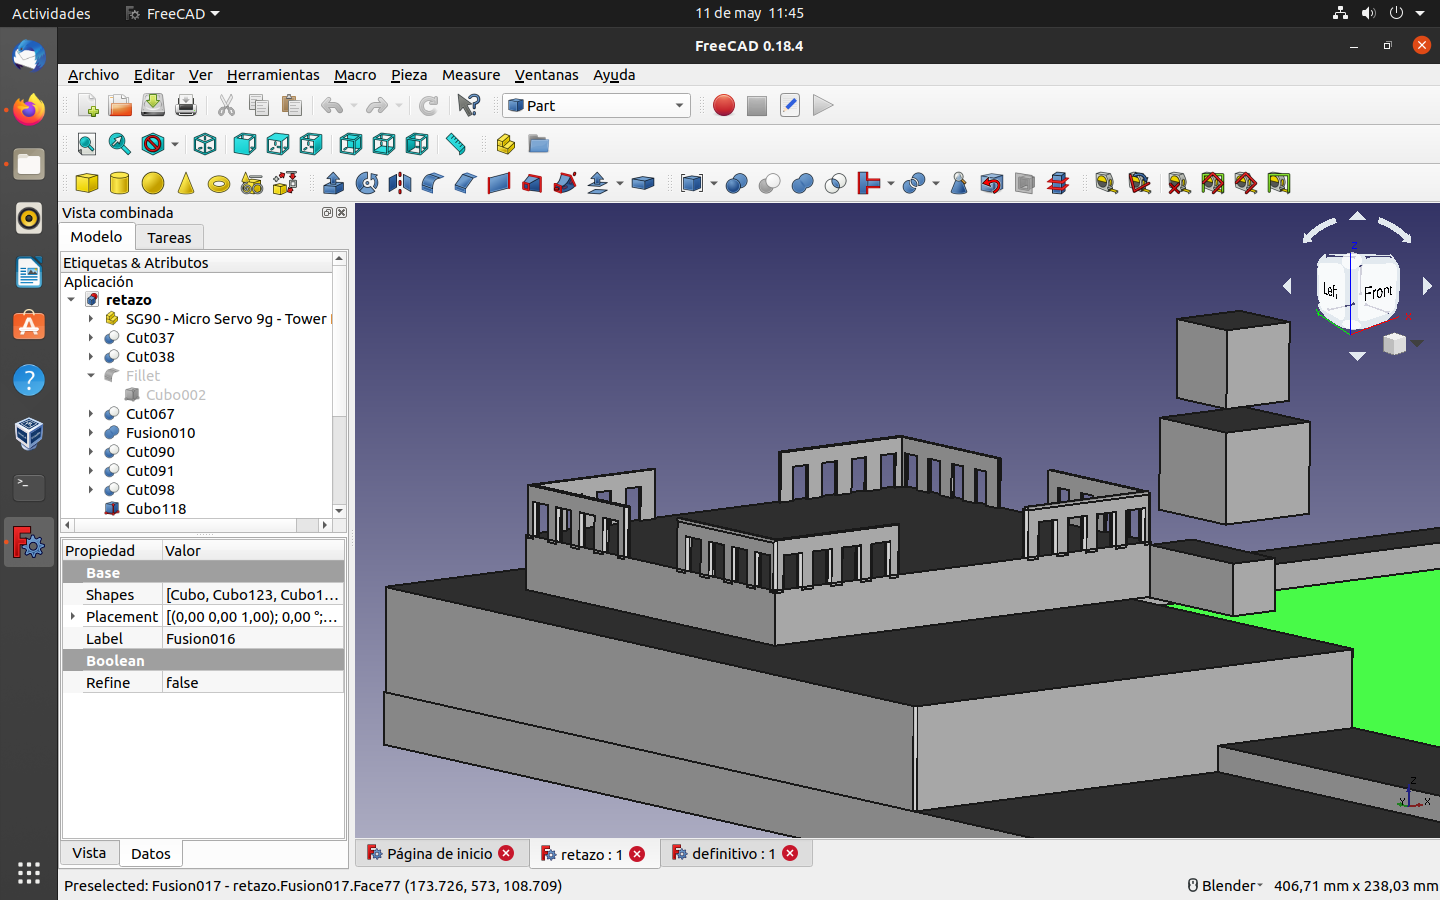 Actividades
FreeCAD
11 de may 11:45
FreeCAD 0.18.4
Archivo Editar Ver Herramientas Macro Pieza Measure Ventanas Ayuda
Part
Vista combinada
Modelo Tareas
Etiquetas & Atributos
Aplicación
retazo
SG90 - Micro Servo 9g - Tower
Cut037
Cut038
Fillet
Cubo002
Cut067
Fusion010
Cut090
Cut091
Cut098
Cubo118
Propiedad Valor
Base
Shapes [Cubo, Cubo123, Cubo1...
Placement [(0,00 0,00 1,00); 0,00 °;...
Label Fusion016
Boolean
Refine false
Vista Datos
Z
Left Front
X
Z
Y X
Página de inicio
retazo : 1
definitivo : 1
Preselected: Fusion017 - retazo.Fusion017.Face77 (173.726, 573, 108.709)
Blender
406,71 mm x 238,03 mm